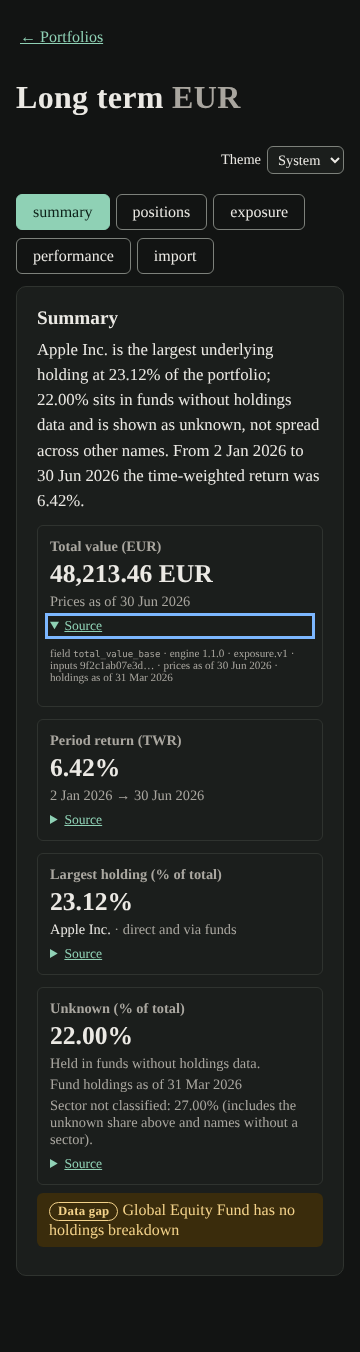 ← Portfolios
Long term EUR
Theme System
summary positions exposure
performance import
Summary
Apple Inc. is the largest underlying
holding at 23.12% of the portfolio;
22.00% sits in funds without holdings
data and is shown as unknown, not spread
across other names. From 2 Jan 2026 to
30 Jun 2026 the time-weighted return was
6.42%.
Total value (EUR)
48,213.46 EUR
Prices as of 30 Jun 2026
▼ Source
field total_value_base · engine 1.1.0 · exposure.v1 ·
inputs 9f2c1ab07e3d… · prices as of 30 Jun 2026 ·
holdings as of 31 Mar 2026
Period return (TWR)
6.42%
2 Jan 2026 → 30 Jun 2026
▶ Source
Largest holding (% of total)
23.12%
Apple Inc. · direct and via funds
▶ Source
Unknown (% of total)
22.00%
Held in funds without holdings data.
Fund holdings as of 31 Mar 2026
Sector not classified: 27.00% (includes the
unknown share above and names without a
sector).
▶ Source
Data gap Global Equity Fund has no
holdings breakdown